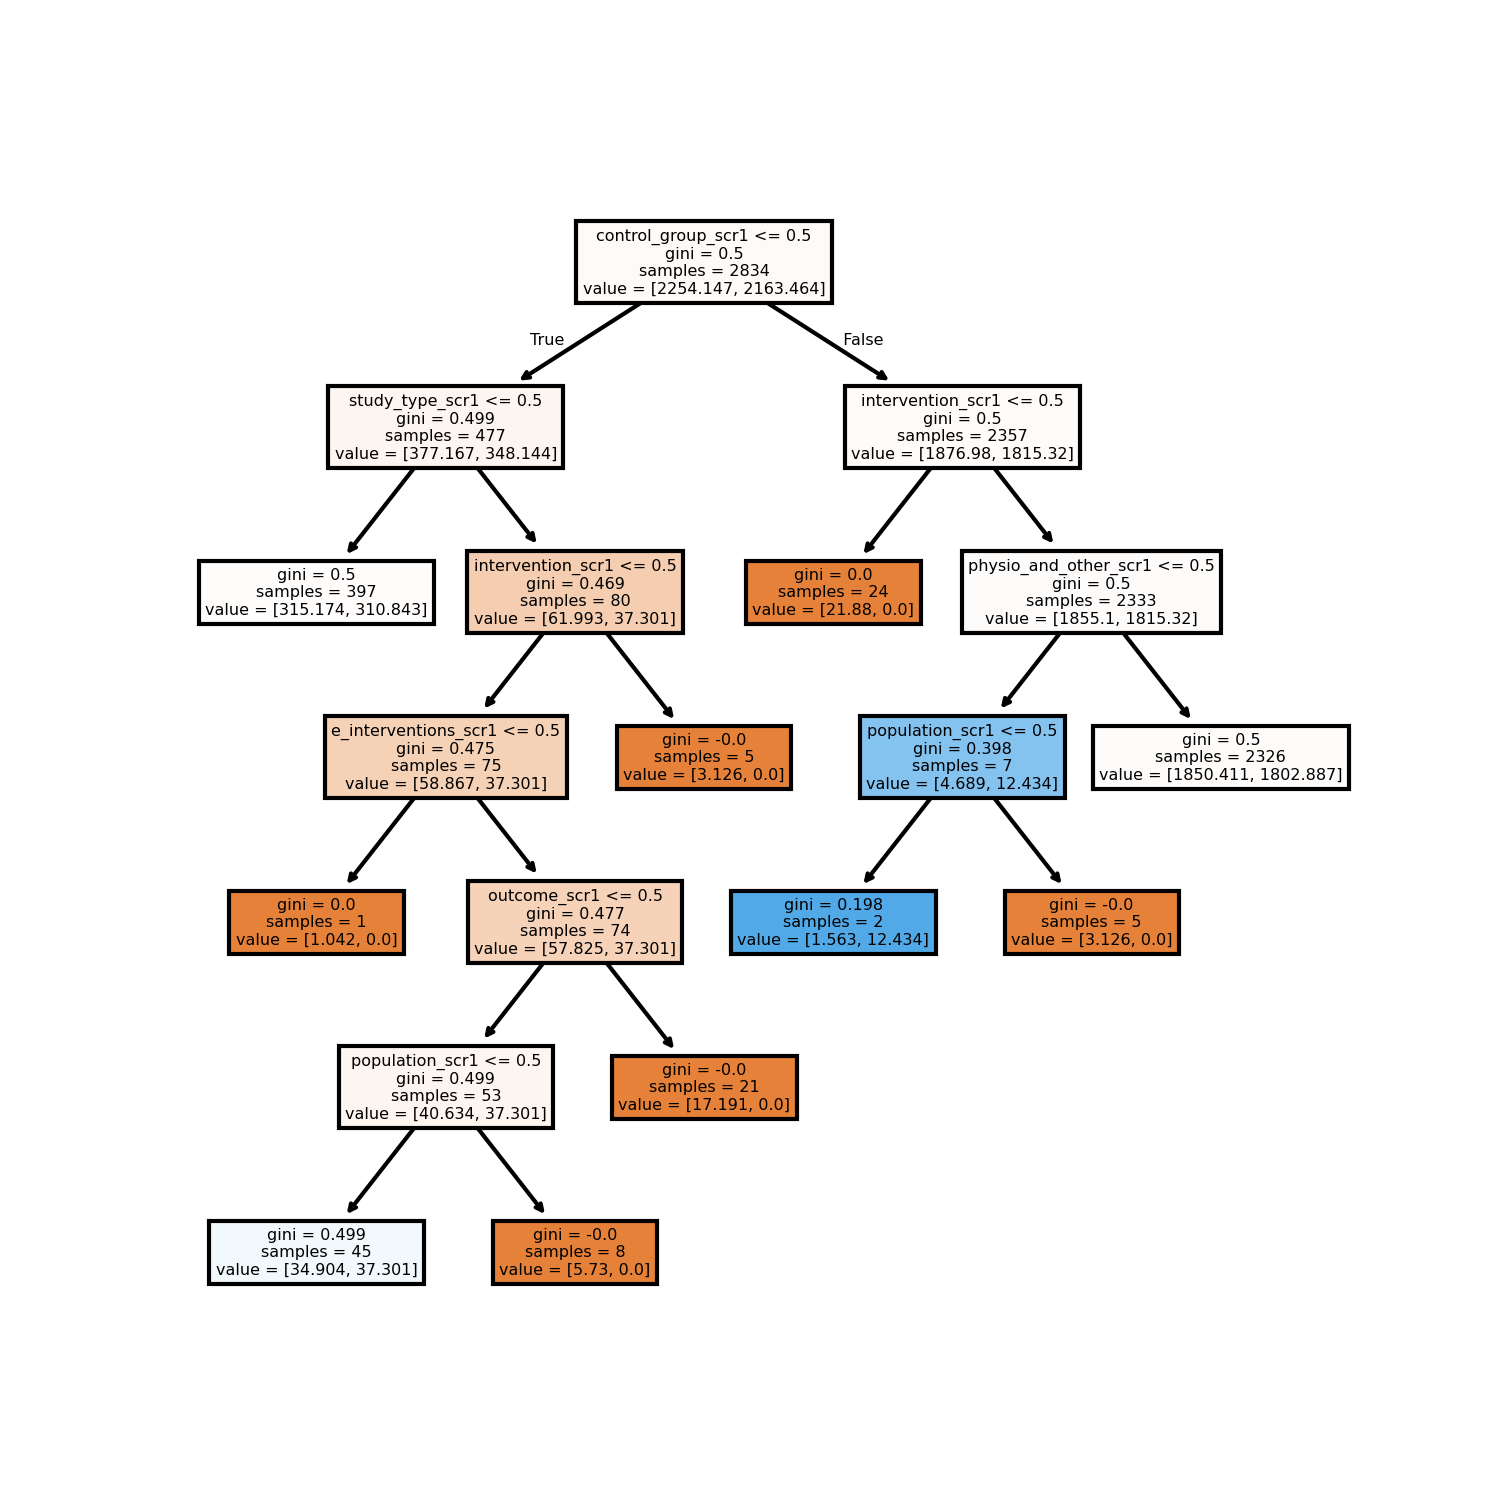 control_group_scr1 <= 0.5
gini = 0.5
samples = 2834
value = [2254.147, 2163.464]
True
False
study_type_scr1 <= 0.5
gini = 0.499
samples = 477
value = [377.167, 348.144]
intervention_scr1 <= 0.5
gini = 0.5
samples = 2357
value = [1876.98, 1815.32]
gini = 0.5
samples = 397
value = [315.174, 310.843]
intervention_scr1 <= 0.5
gini = 0.469
samples = 80
value = [61.993, 37.301]
gini = 0.0
samples = 24
value = [21.88, 0.0]
physio_and_other_scr1 <= 0.5
gini = 0.5
samples = 2333
value = [1855.1, 1815.32]
e_interventions_scr1 <= 0.5
gini = 0.475
samples = 75
value = [58.867, 37.301]
gini = -0.0
samples = 5
value = [3.126, 0.0]
population_scr1 <= 0.5
gini = 0.398
samples = 7
value = [4.689, 12.434]
gini = 0.5
samples = 2326
value = [1850.411, 1802.887]
gini = 0.0
samples = 1
value = [1.042, 0.0]
outcome_scr1 <= 0.5
gini = 0.477
samples = 74
value = [57.825, 37.301]
gini = 0.198
samples = 2
value = [1.563, 12.434]
gini = -0.0
samples = 5
value = [3.126, 0.0]
population_scr1 <= 0.5
gini = 0.499
samples = 53
value = [40.634, 37.301]
gini = -0.0
samples = 21
value = [17.191, 0.0]
gini = 0.499
samples = 45
value = [34.904, 37.301]
gini = -0.0
samples = 8
value = [5.73, 0.0]